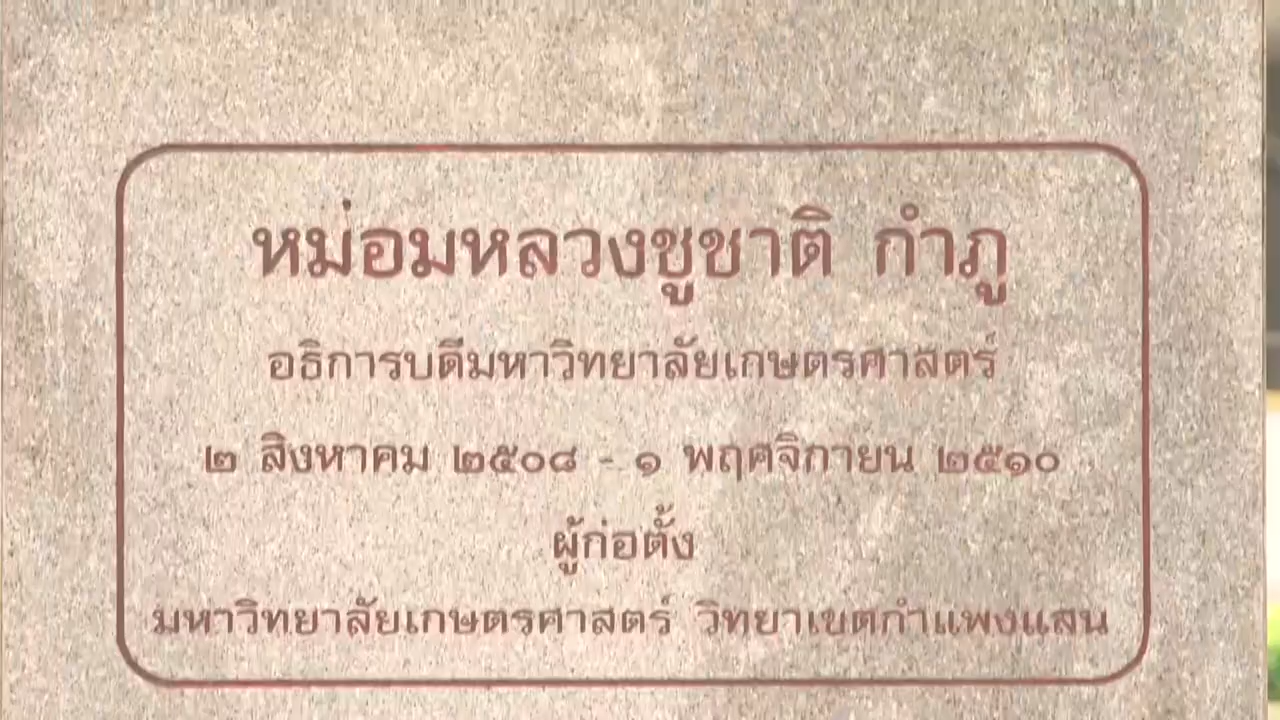 หม่อมหลวงชูชาติ กำภู
อธิการบดีมหาวิทยาลัยเกษตรศาสตร์
๒ สิงหาคม ๒๕๐๘ - ๑ พฤศจิกายน ๒๕๑๐
ผู้ก่อตั้ง
มหาวิทยาลัยเกษตรศาสตร์ วิทยาเขตกำแพงแสน